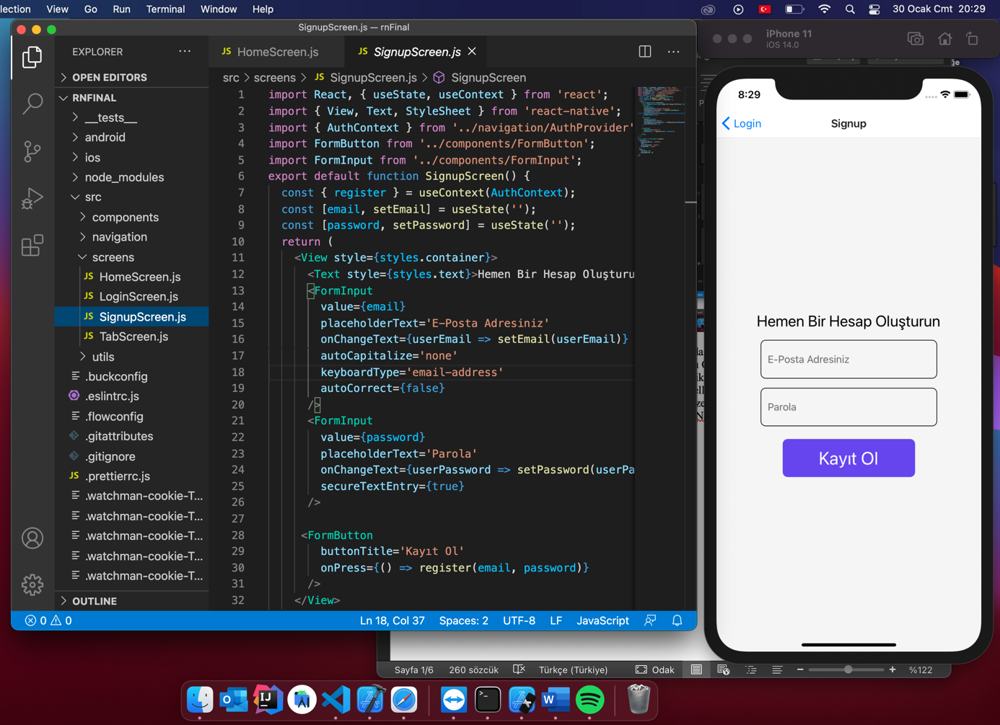 lection View Go Run Terminal Window Help 30 Ocak Cmt 20:29
SignupScreen.js — rnFinal
EXPLORER ···
JS HomeScreen.js
JS SignupScreen.js
OPEN EDITORS
src > screens > JS SignupScreen.js > SignupScreen
RNFINAL
__tests__
android
ios
node_modules
src
components
navigation
screens
JS HomeScreen.js
JS LoginScreen.js
JS SignupScreen.js
JS TabScreen.js
utils
.buckconfig
.eslintrc.js
.flowconfig
.gitattributes
.gitignore
JS .prettierrc.js
.watchman-cookie-T...
.watchman-cookie-T...
.watchman-cookie-T...
.watchman-cookie-T...
.watchman-cookie-T...
OUTLINE
1 import React, { useState, useContext } from 'react';
2 import { View, Text, StyleSheet } from 'react-native';
3 import { AuthContext } from '../navigation/AuthProvider'
4 import FormButton from '../components/FormButton';
5 import FormInput from '../components/FormInput';
6 export default function SignupScreen() {
7 const { register } = useContext(AuthContext);
8 const [email, setEmail] = useState('');
9 const [password, setPassword] = useState('');
10 return (
11 <View style={styles.container}>
12 <Text style={styles.text}>Hemen Bir Hesap Oluşturu
13 <FormInput
14 value={email}
15 placeholderText='E-Posta Adresiniz'
16 onChangeText={userEmail => setEmail(userEmail)}
17 autoCapitalize='none'
18 keyboardType='email-address'
19 autoCorrect={false}
20 />
21 <FormInput
22 value={password}
23 placeholderText='Parola'
24 onChangeText={userPassword => setPassword(userPa
25 secureTextEntry={true}
26 />
27
28 <FormButton
29 buttonTitle='Kayıt Ol'
30 onPress={() => register(email, password)}
31 />
32 </View>
0 0 Ln 18, Col 37 Spaces: 2 UTF-8 LF JavaScript
iPhone 11
iOS 14.0
8:29
Login Signup
Hemen Bir Hesap Oluşturun
E-Posta Adresiniz
Parola
Kayıt Ol
Sayfa 1/6 260 sözcük Türkçe (Türkiye) Odak %122